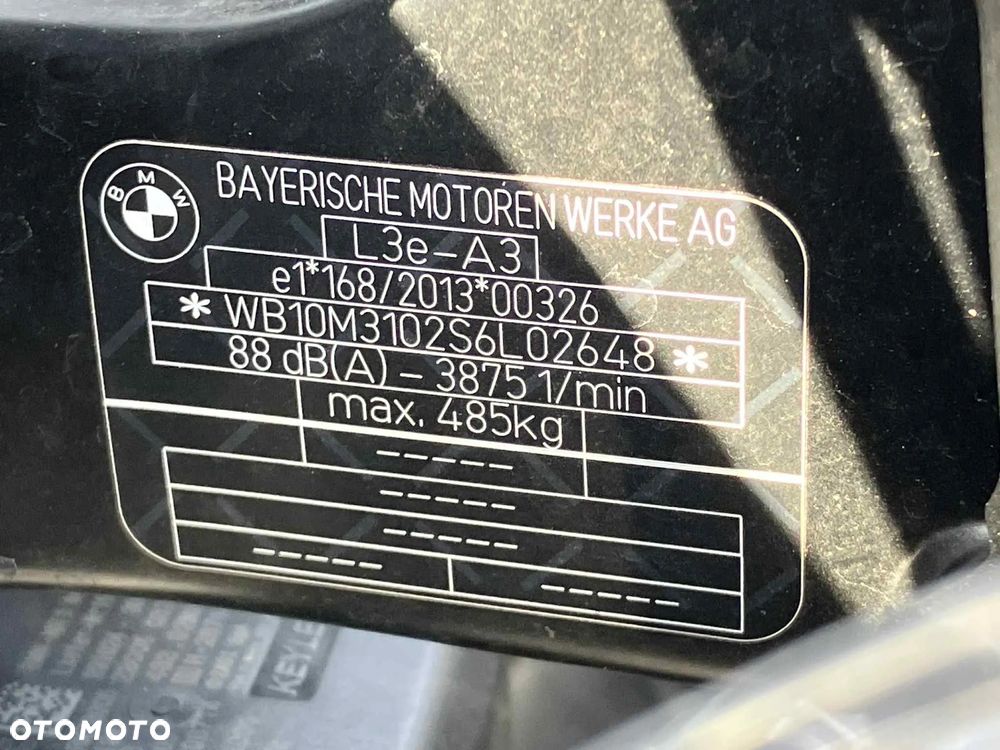 BMW
BAYERISCHE MOTOREN WERKE AG
L3e-A3
e1*168/2013*00326
* WB10M3102S6L02648 *
88 dB(A) - 3875 1/min
max. 485kg
-----
-----
-----
----- -----
KEYLE
OTOMOTO